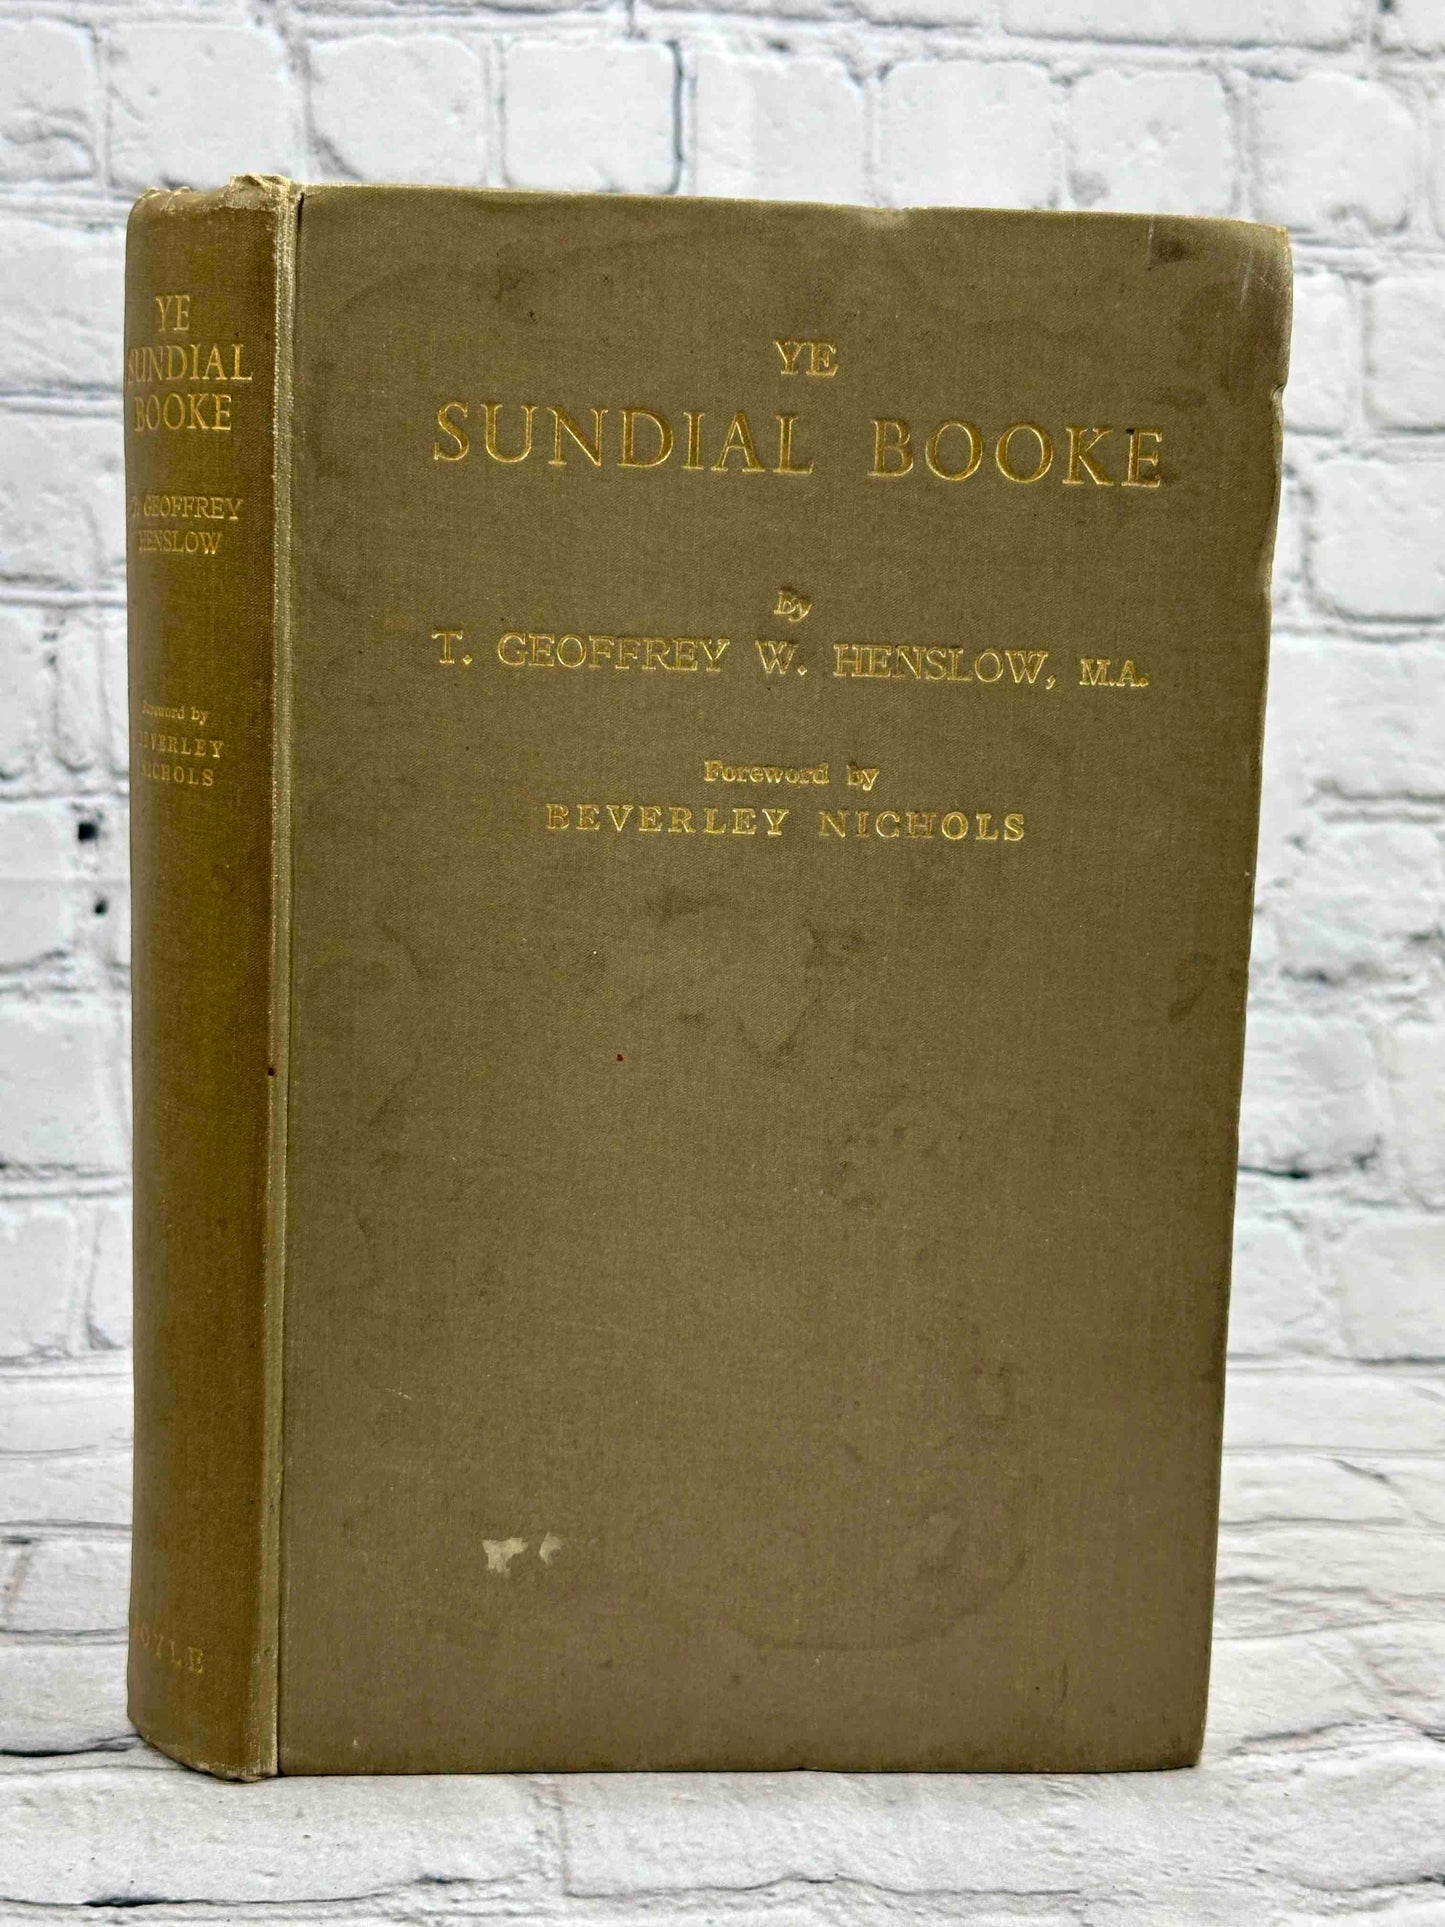 YE
SUNDIAL
BOOKE
GEOFFREY
HENSLOW
Foreword by
BEVERLEY
NICHOLS
YE
SUNDIAL BOOKE
By
T. GEOFFREY W. HENSLOW, M.A.
Foreword by
BEVERLEY NICHOLS